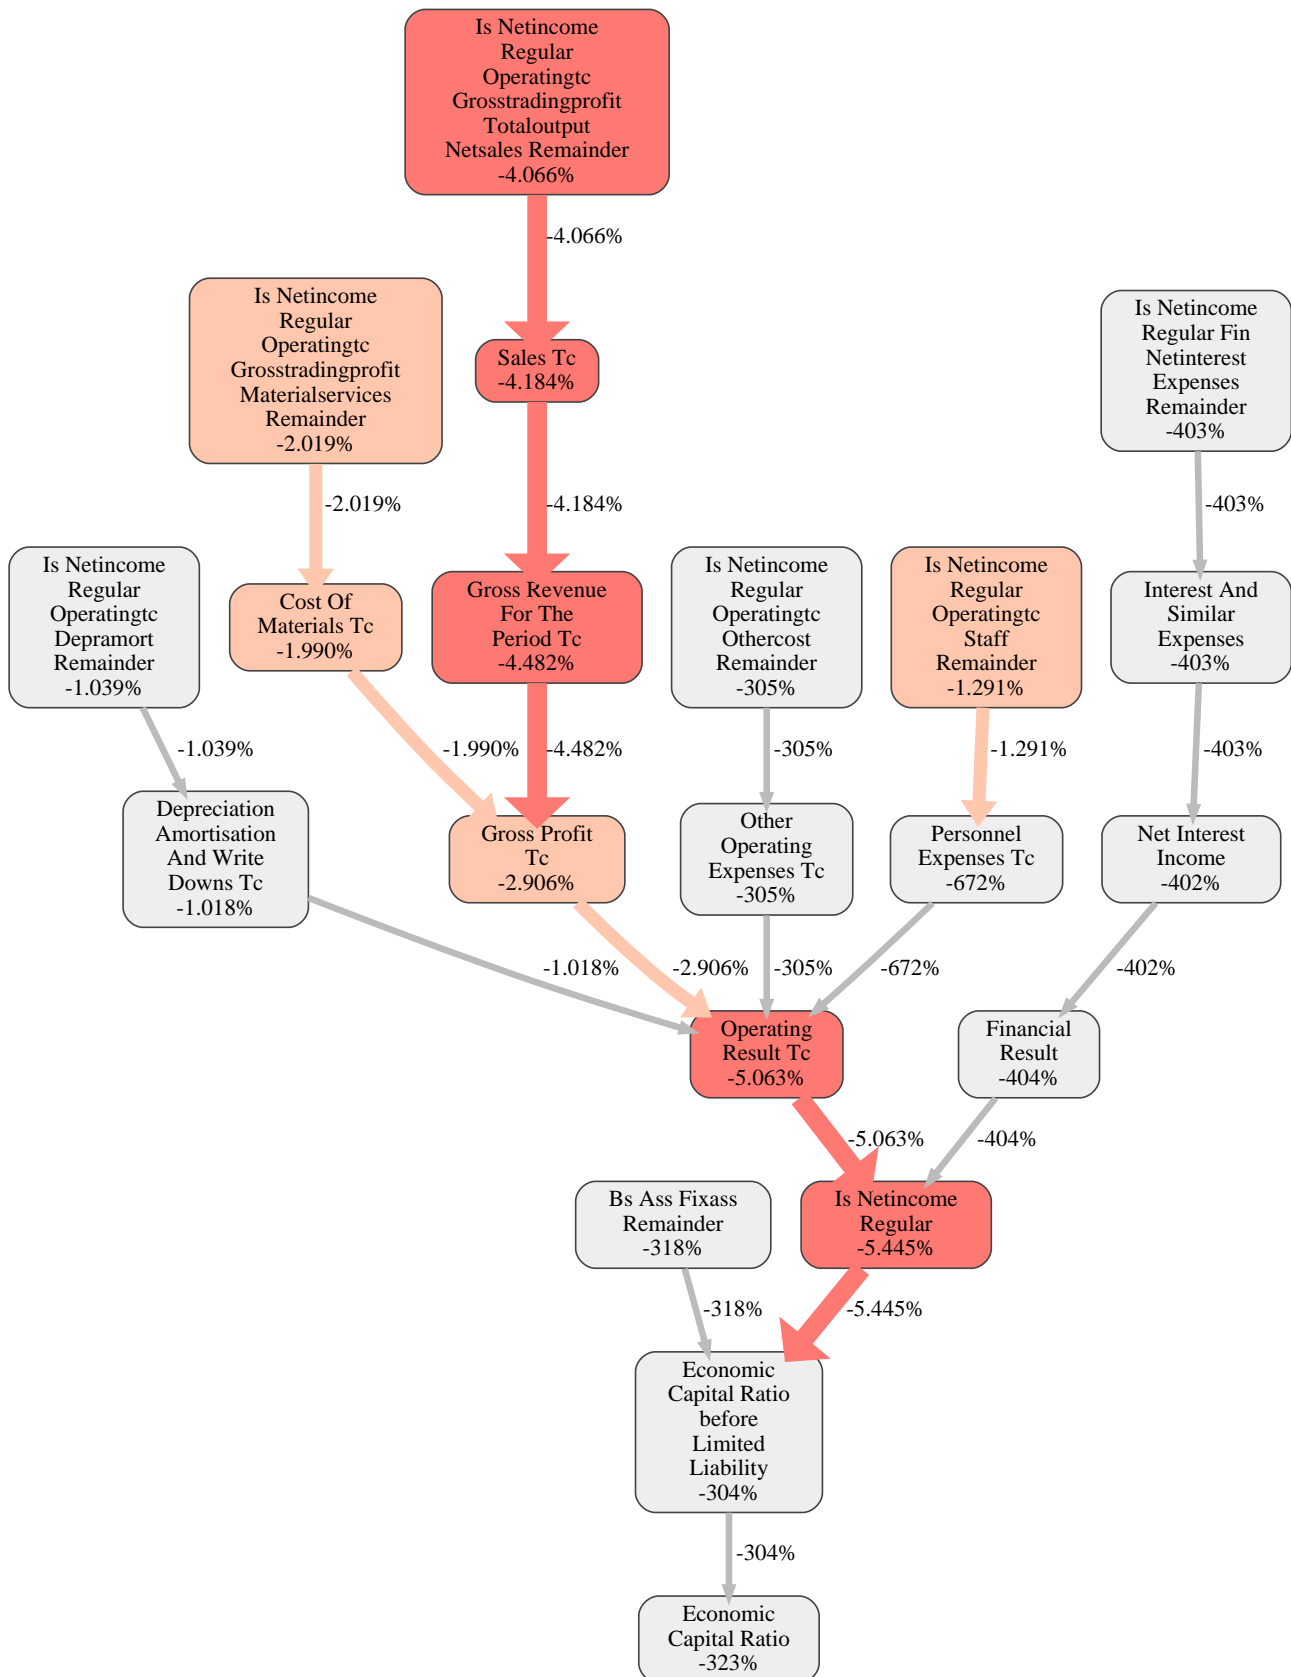 Is Netincome
Regular
Operatingtc
Grosstradingprofit
Totaloutput
Netsales Remainder
-4.066%
-4.066%
Is Netincome
Regular
Operatingtc
Grosstradingprofit
Materialservices
Remainder
-2.019%
Is Netincome
Regular Fin
Netinterest
Expenses
Remainder
-403%
Sales Tc
-4.184%
-2.019%
-4.184%
-403%
Is Netincome
Regular
Operatingtc
Depramort
Remainder
-1.039%
Cost Of
Materials Tc
-1.990%
Gross Revenue
For The
Period Tc
-4.482%
Is Netincome
Regular
Operatingtc
Othercost
Remainder
-305%
Is Netincome
Regular
Operatingtc
Staff
Remainder
-1.291%
Interest And
Similar
Expenses
-403%
-1.039%
-1.990%
-4.482%
-305%
-1.291%
-403%
Depreciation
Amortisation
And Write
Downs Tc
-1.018%
Gross Profit
Tc
-2.906%
Other
Operating
Expenses Tc
-305%
Personnel
Expenses Tc
-672%
Net Interest
Income
-402%
-1.018%
-2.906%
-305%
-672%
-402%
Operating
Result Tc
-5.063%
Financial
Result
-404%
-5.063%
-404%
Bs Ass Fixass
Remainder
-318%
Is Netincome
Regular
-5.445%
-318%
-5.445%
Economic
Capital Ratio
before
Limited
Liability
-304%
-304%
Economic
Capital Ratio
-323%